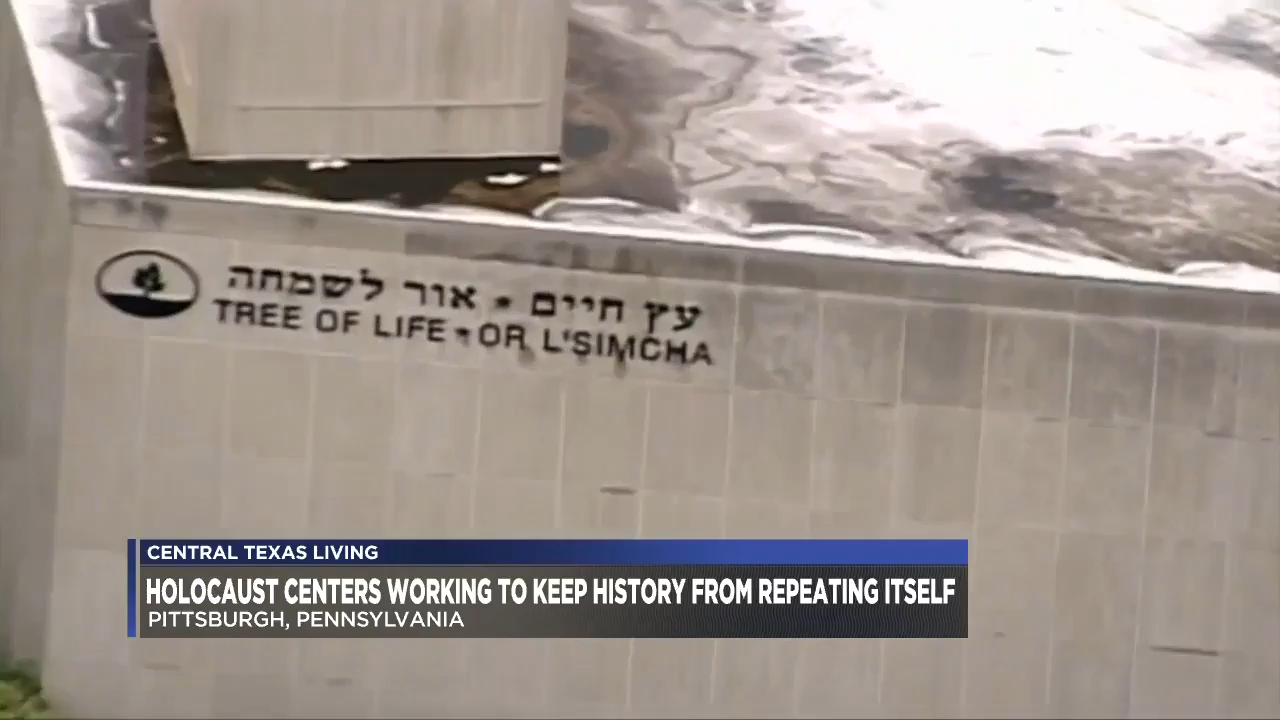 עץ חיים • אור לשמחה
TREE OF LIFE • OR L'SIMCHA
CENTRAL TEXAS LIVING
HOLOCAUST CENTERS WORKING TO KEEP HISTORY FROM REPEATING ITSELF
PITTSBURGH, PENNSYLVANIA